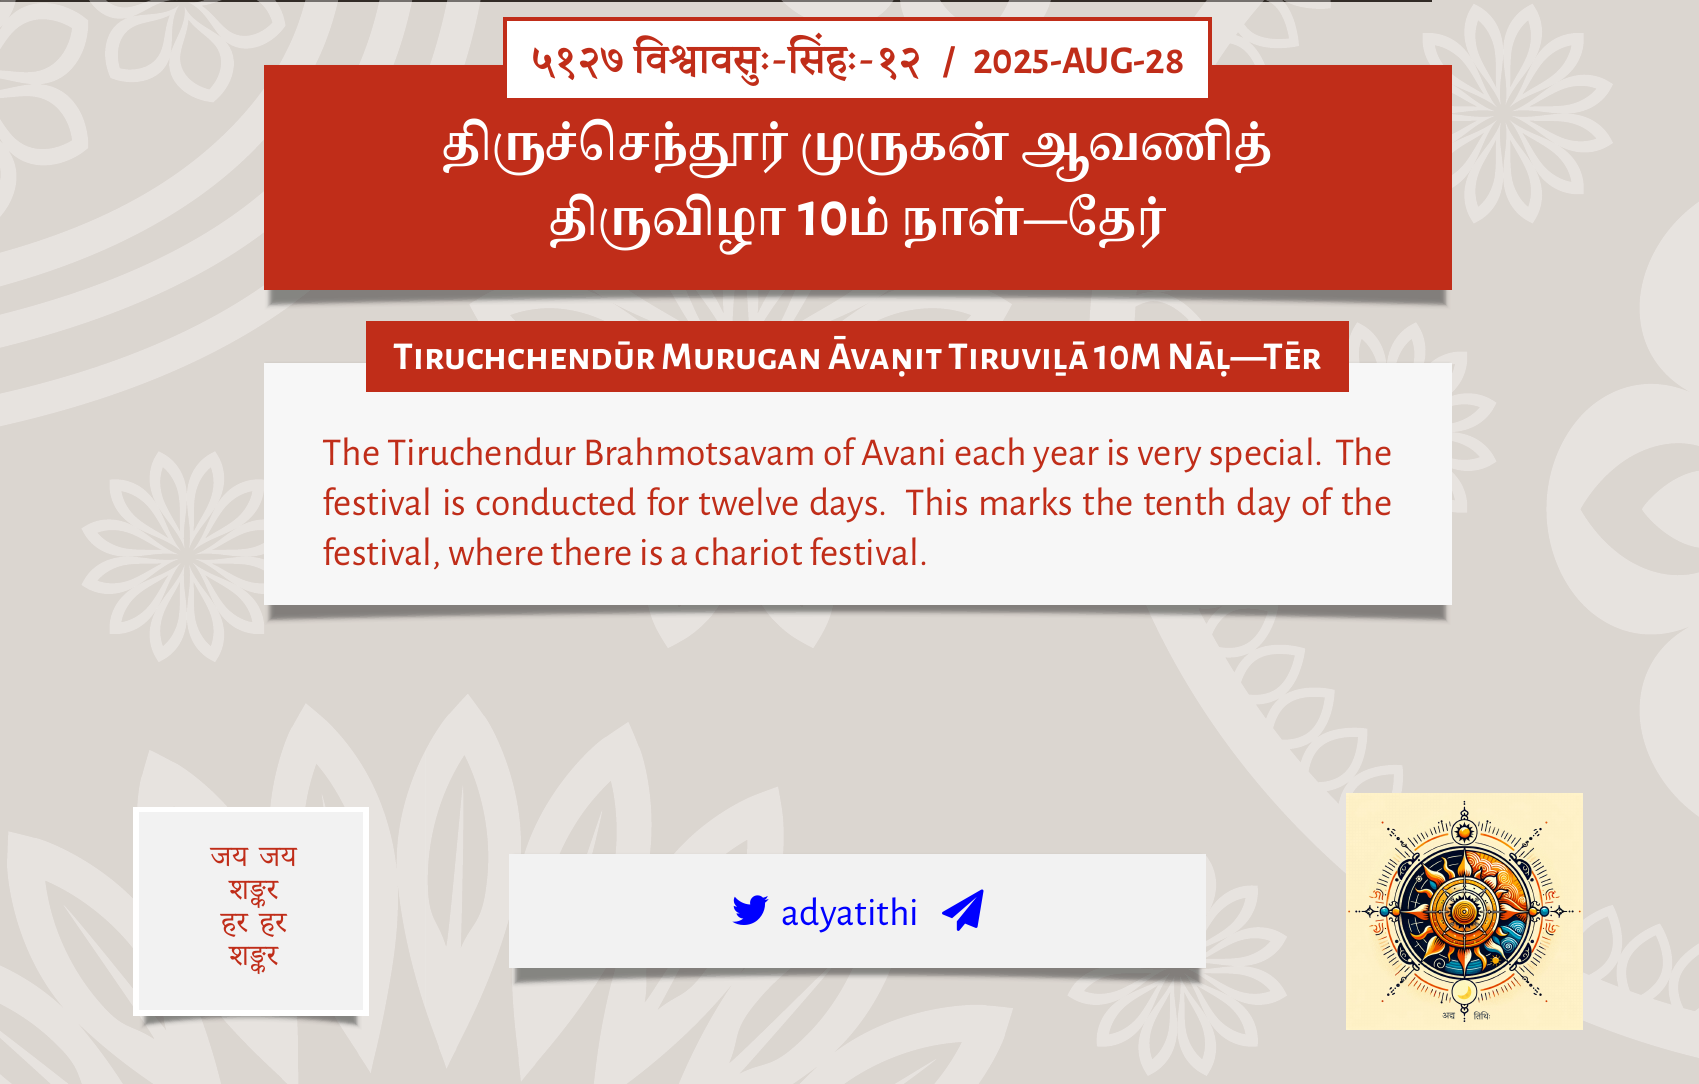 ५१२७ विश्वावसुः-सिंहः-१२ / 2025-AUG-28
திருச்செந்தூர் முருகன் ஆவணித்
திருவிழா 10ம் நாள்—தேர்
Tiruchchendūr Murugan Āvaṇit Tiruviḻā 10m Nāḷ—Tēr
The Tiruchendur Brahmotsavam of Avani each year is very special. The
festival is conducted for twelve days. This marks the tenth day of the
festival, where there is a chariot festival.
जय जय
शङ्कर
हर हर
शङ्कर
adyatithi
अद्य तिथिः